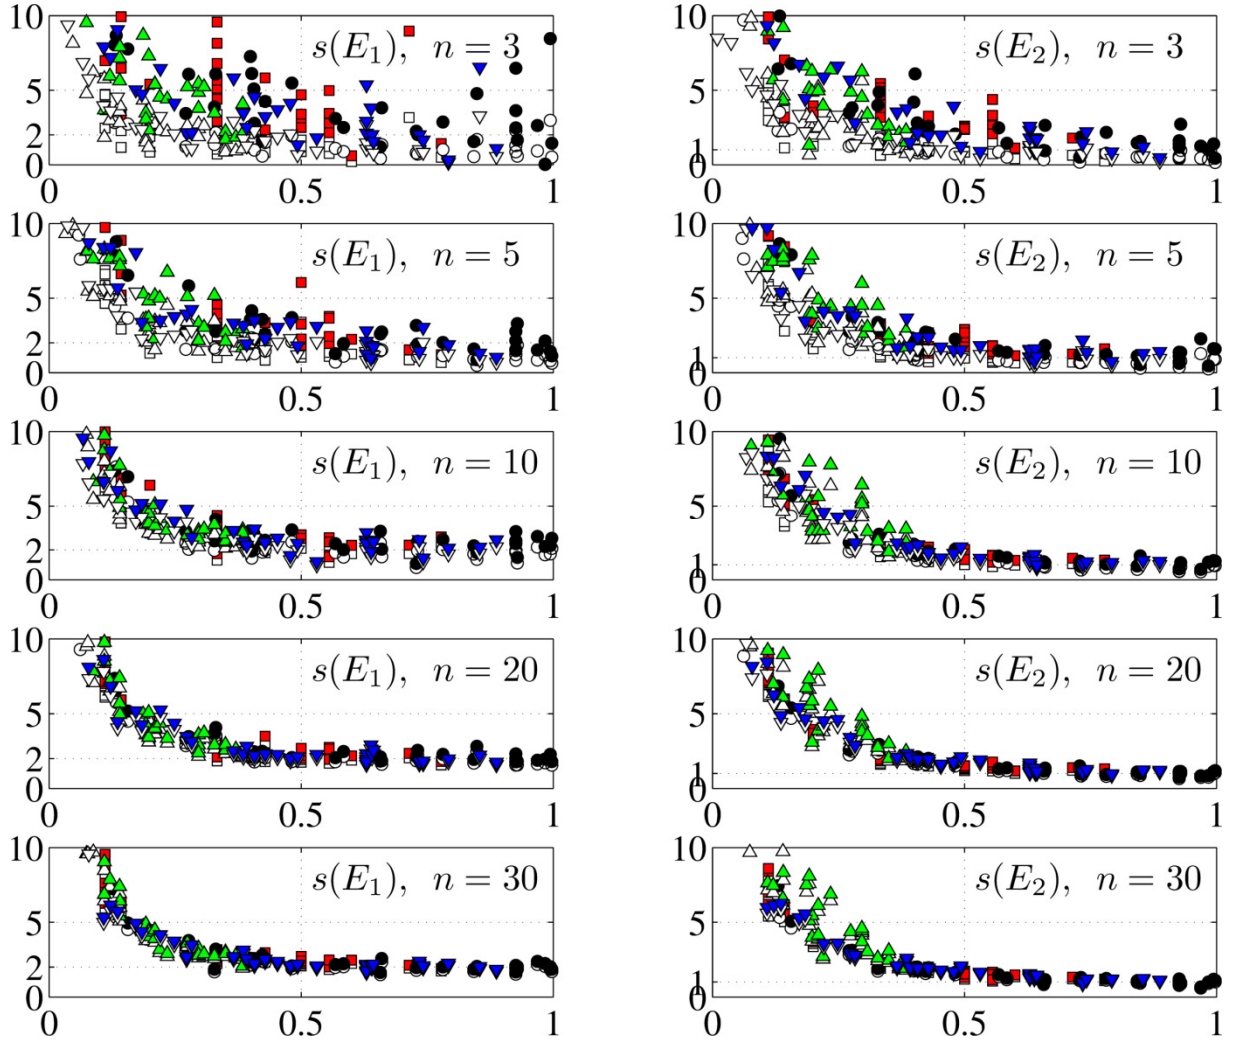 10
s(E₁), n = 3
5
2
0
0 0.5 1
10
s(E₂), n = 3
5
1
0
0 0.5 1
10
s(E₁), n = 5
5
2
0
0 0.5 1
10
s(E₂), n = 5
5
1
0
0 0.5 1
10
s(E₁), n = 10
5
2
0
0 0.5 1
10
s(E₂), n = 10
5
1
0
0 0.5 1
10
s(E₁), n = 20
5
2
0
0 0.5 1
10
s(E₂), n = 20
5
1
0
0 0.5 1
10
s(E₁), n = 30
5
2
0
0 0.5 1
10
s(E₂), n = 30
5
1
0
0 0.5 1